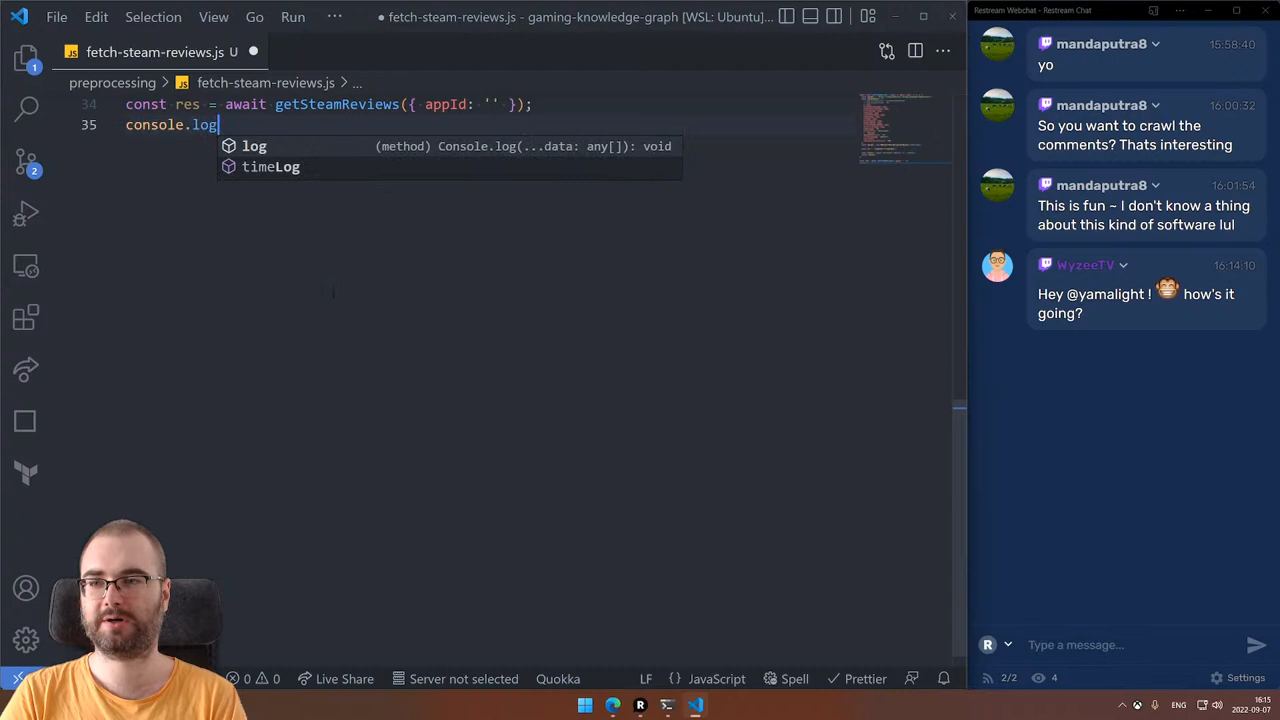 File Edit Selection View Go Run ··· fetch-steam-reviews.js - gaming-knowledge-graph [WSL: Ubuntu]...
JS fetch-steam-reviews.js U
1
preprocessing > JS fetch-steam-reviews.js > ...
34 const res = await getSteamReviews({ appId: '' });
35 console.log
log (method) Console.log(...data: any[]): void
timeLog
2
0 0 Live Share Server not selected Quokka LF {} JavaScript Spell Prettier
Restream Webchat - Restream Chat
mandaputra8 15:58:40
yo
mandaputra8 16:00:32
So you want to crawl the
comments? Thats interesting
mandaputra8 16:01:54
This is fun ~ I don't know a thing
about this kind of software lul
WyzeeTV 16:14:10
Hey @yamalight ! how's it
going?
R Type a message...
2/2 4 Settings
ENG 16:15
2022-09-07